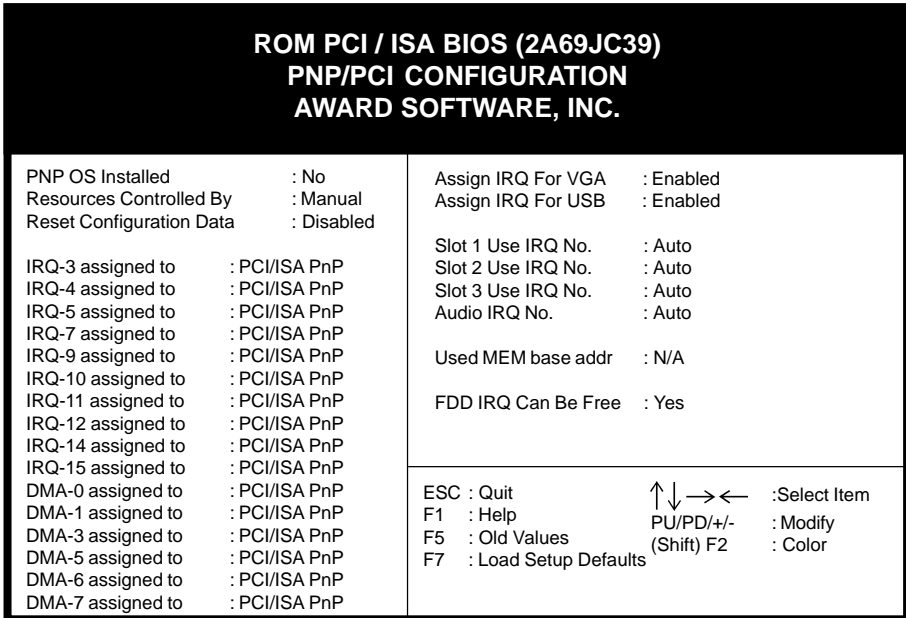 ROM PCI / ISA BIOS (2A69JC39)
PNP/PCI CONFIGURATION
AWARD SOFTWARE, INC.
PNP OS Installed : No
Resources Controlled By : Manual
Reset Configuration Data : Disabled
IRQ-3 assigned to : PCI/ISA PnP
IRQ-4 assigned to : PCI/ISA PnP
IRQ-5 assigned to : PCI/ISA PnP
IRQ-7 assigned to : PCI/ISA PnP
IRQ-9 assigned to : PCI/ISA PnP
IRQ-10 assigned to : PCI/ISA PnP
IRQ-11 assigned to : PCI/ISA PnP
IRQ-12 assigned to : PCI/ISA PnP
IRQ-14 assigned to : PCI/ISA PnP
IRQ-15 assigned to : PCI/ISA PnP
DMA-0 assigned to : PCI/ISA PnP
DMA-1 assigned to : PCI/ISA PnP
DMA-3 assigned to : PCI/ISA PnP
DMA-5 assigned to : PCI/ISA PnP
DMA-6 assigned to : PCI/ISA PnP
DMA-7 assigned to : PCI/ISA PnP
Assign IRQ For VGA : Enabled
Assign IRQ For USB : Enabled
Slot 1 Use IRQ No. : Auto
Slot 2 Use IRQ No. : Auto
Slot 3 Use IRQ No. : Auto
Audio IRQ No. : Auto
Used MEM base addr : N/A
FDD IRQ Can Be Free : Yes
ESC : Quit ↑↓→← :Select Item
F1 : Help PU/PD/+/- : Modify
F5 : Old Values (Shift) F2 : Color
F7 : Load Setup Defaults